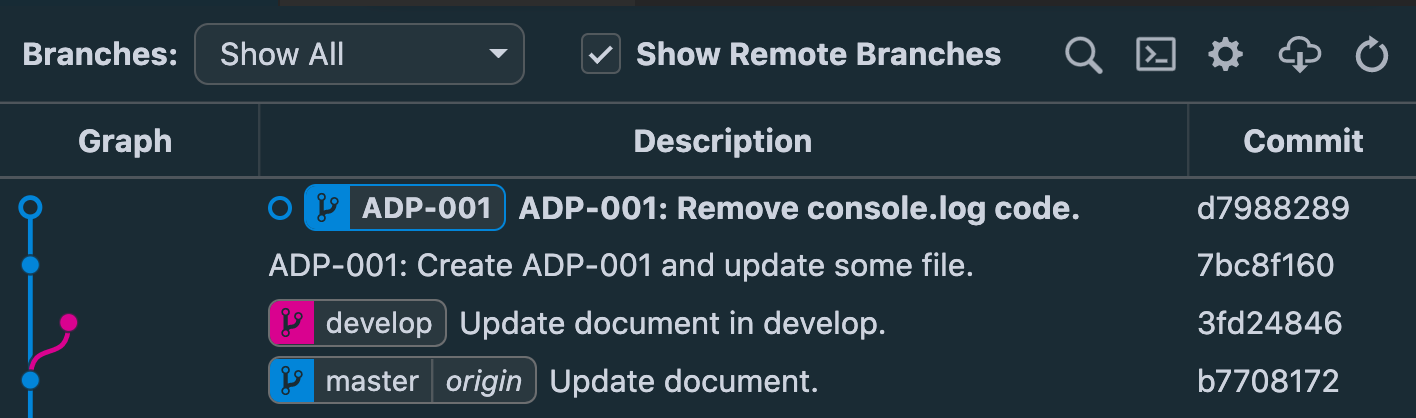 Branches: Show All Show Remote Branches
Graph Description Commit
ADP-001 ADP-001: Remove console.log code. d7988289
ADP-001: Create ADP-001 and update some file. 7bc8f160
develop Update document in develop. 3fd24846
master origin Update document. b7708172